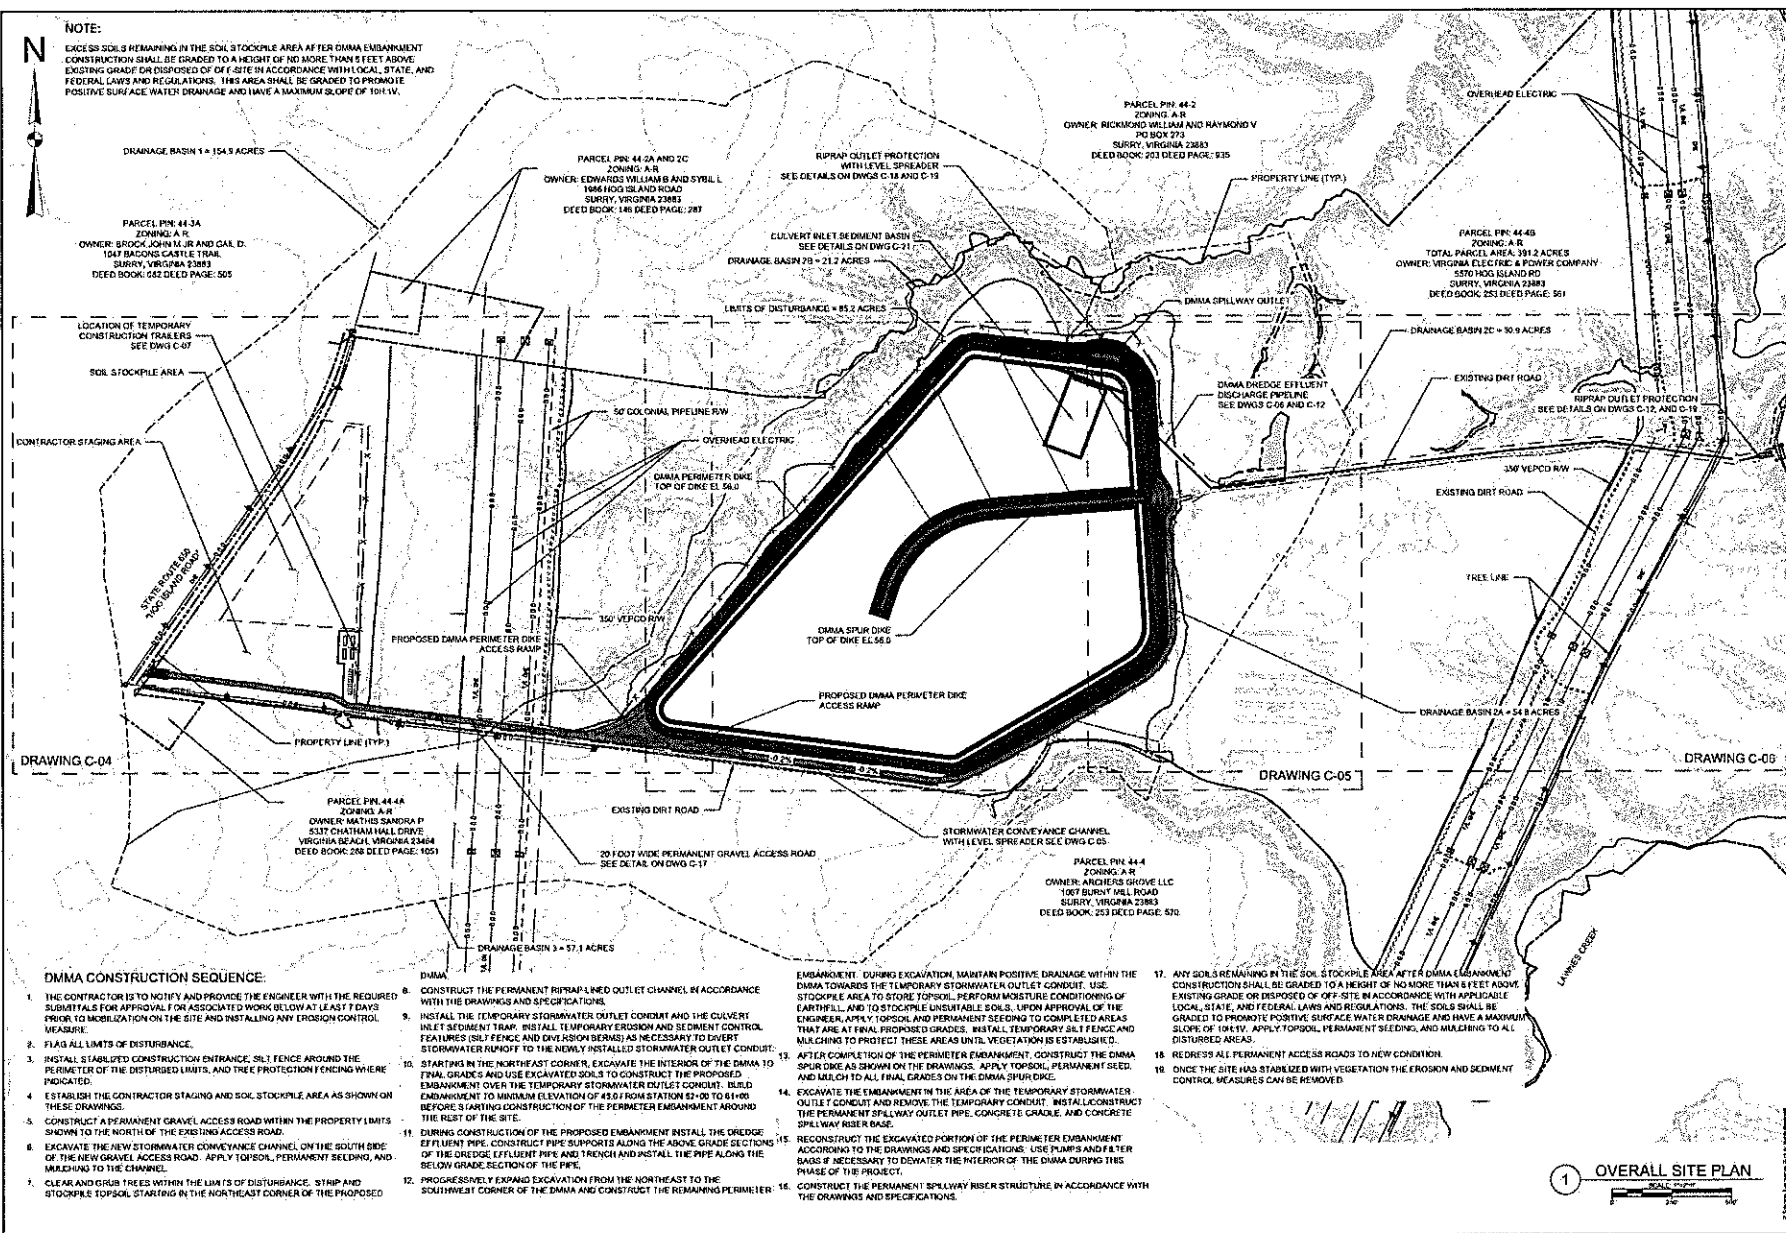 NOTE:
EXCESS SOILS REMAINING IN THE SOIL STOCKPILE AREA AFTER DMMA EMBANKMENT
CONSTRUCTION SHALL BE GRADED TO A HEIGHT OF NO MORE THAN 5 FEET ABOVE
EXISTING GRADE OR DISPOSED OF OFF-SITE IN ACCORDANCE WITH LOCAL, STATE, AND
FEDERAL LAWS AND REGULATIONS. THIS AREA SHALL BE GRADED TO PROMOTE
POSITIVE SURFACE WATER DRAINAGE AND HAVE A MAXIMUM SLOPE OF 10H:1V.
N
DRAINAGE BASIN 1 = 154.9 ACRES
PARCEL PIN: 44-3A
ZONING: A-R
OWNER: BROCK JOHN M JR AND GAIL D.
1047 BACONS CASTLE TRAIL
SURRY, VIRGINIA 23883
DEED BOOK: 082 DEED PAGE: 505
PARCEL PIN: 44-2A AND 2C
ZONING: A-R
OWNER: EDWARDS WILLIAM B AND SYBIL L
1986 HOG ISLAND ROAD
SURRY, VIRGINIA 23883
DEED BOOK: 146 DEED PAGE: 287
RIPRAP OUTLET PROTECTION
WITH LEVEL SPREADER
SEE DETAILS ON DWGS C-18 AND C-19
PARCEL PIN: 44-2
ZONING: A-R
OWNER: RICKMOND WILLIAM AND RAYMOND V
PO BOX 273
SURRY, VIRGINIA 23883
DEED BOOK: 203 DEED PAGE: 935
OVERHEAD ELECTRIC
PROPERTY LINE (TYP.)
PARCEL PIN: 44-4B
ZONING: A-R
TOTAL PARCEL AREA: 391.2 ACRES
OWNER: VIRGINIA ELECTRIC & POWER COMPANY
5570 HOG ISLAND RD
SURRY, VIRGINIA 23883
DEED BOOK: 253 DEED PAGE: 561
CULVERT INLET SEDIMENT BASIN
SEE DETAILS ON DWG C-21
DRAINAGE BASIN 2B = 21.2 ACRES
LIMITS OF DISTURBANCE = 85.2 ACRES
DMMA SPILLWAY OUTLET
DRAINAGE BASIN 2C = 30.9 ACRES
LOCATION OF TEMPORARY
CONSTRUCTION TRAILERS
SEE DWG C-07
SOIL STOCKPILE AREA
CONTRACTOR STAGING AREA
50' COLONIAL PIPELINE R/W
OVERHEAD ELECTRIC
DMMA PERIMETER DIKE
TOP OF DIKE EL 56.0
DMMA DREDGE EFFLUENT
DISCHARGE PIPELINE
SEE DWGS C-06 AND C-12
EXISTING DIRT ROAD
RIPRAP OUTLET PROTECTION
SEE DETAILS ON DWGS C-12, AND C-19
350' VEPCO R/W
EXISTING DIRT ROAD
STATE ROUTE 650
"HOG ISLAND ROAD"
TREE LINE
350' VEPCO R/W
PROPOSED DMMA PERIMETER DIKE
ACCESS RAMP
DMMA SPUR DIKE
TOP OF DIKE EL 56.0
PROPOSED DMMA PERIMETER DIKE
ACCESS RAMP
DRAINAGE BASIN 2A = 54.8 ACRES
PROPERTY LINE (TYP.)
DRAWING C-04
DRAWING C-05
DRAWING C-06
-0.2%
-0.2%
PARCEL PIN: 44-4A
ZONING: A-R
OWNER: MATHIS SANDRA P
5337 CHATHAM HALL DRIVE
VIRGINIA BEACH, VIRGINIA 23464
DEED BOOK: 268 DEED PAGE: 1051
EXISTING DIRT ROAD
20 FOOT WIDE PERMANENT GRAVEL ACCESS ROAD
SEE DETAIL ON DWG C-17
STORMWATER CONVEYANCE CHANNEL
WITH LEVEL SPREADER SEE DWG C-05
PARCEL PIN: 44-4
ZONING: A-R
OWNER: ARCHERS GROVE LLC
1067 BURNT MILL ROAD
SURRY, VIRGINIA 23883
DEED BOOK: 253 DEED PAGE: 520
DRAINAGE BASIN 3 = 57.1 ACRES
LAWNES CREEK
DMMA CONSTRUCTION SEQUENCE:
1. THE CONTRACTOR IS TO NOTIFY AND PROVIDE THE ENGINEER WITH THE REQUIRED
SUBMITTALS FOR APPROVAL FOR ASSOCIATED WORK BELOW AT LEAST 7 DAYS
PRIOR TO MOBILIZATION ON THE SITE AND INSTALLING ANY EROSION CONTROL
MEASURE.
2. FLAG ALL LIMITS OF DISTURBANCE.
3. INSTALL STABILIZED CONSTRUCTION ENTRANCE, SILT FENCE AROUND THE
PERIMETER OF THE DISTURBED LIMITS, AND TREE PROTECTION FENCING WHERE
INDICATED.
4 ESTABLISH THE CONTRACTOR STAGING AND SOIL STOCKPILE AREA AS SHOWN ON
THESE DRAWINGS.
5. CONSTRUCT A PERMANENT GRAVEL ACCESS ROAD WITHIN THE PROPERTY LIMITS
SHOWN TO THE NORTH OF THE EXISTING ACCESS ROAD.
6. EXCAVATE THE NEW STORMWATER CONVEYANCE CHANNEL ON THE SOUTH SIDE
OF THE NEW GRAVEL ACCESS ROAD. APPLY TOPSOIL, PERMANENT SEEDING, AND
MULCHING TO THE CHANNEL.
7. CLEAR AND GRUB TREES WITHIN THE LIMITS OF DISTURBANCE. STRIP AND
STOCKPILE TOPSOIL STARTING IN THE NORTHEAST CORNER OF THE PROPOSED
DMMA.
8. CONSTRUCT THE PERMANENT RIPRAP-LINED OUTLET CHANNEL IN ACCORDANCE
WITH THE DRAWINGS AND SPECIFICATIONS.
9. INSTALL THE TEMPORARY STORMWATER OUTLET CONDUIT AND THE CULVERT
INLET SEDIMENT TRAP. INSTALL TEMPORARY EROSION AND SEDIMENT CONTROL
FEATURES (SILT FENCE AND DIVERSION BERMS) AS NECESSARY TO DIVERT
STORMWATER RUNOFF TO THE NEWLY INSTALLED STORMWATER OUTLET CONDUIT.
10. STARTING IN THE NORTHEAST CORNER, EXCAVATE THE INTERIOR OF THE DMMA TO
FINAL GRADES AND USE EXCAVATED SOILS TO CONSTRUCT THE PROPOSED
EMBANKMENT OVER THE TEMPORARY STORMWATER OUTLET CONDUIT. BUILD
EMBANKMENT TO MINIMUM ELEVATION OF 45.0 FROM STATION 52+00 TO 61+00
BEFORE STARTING CONSTRUCTION OF THE PERIMETER EMBANKMENT AROUND
THE REST OF THE SITE.
11. DURING CONSTRUCTION OF THE PROPOSED EMBANKMENT INSTALL THE DREDGE
EFFLUENT PIPE. CONSTRUCT PIPE SUPPORTS ALONG THE ABOVE GRADE SECTIONS
OF THE DREDGE EFFLUENT PIPE AND TRENCH AND INSTALL THE PIPE ALONG THE
BELOW GRADE SECTION OF THE PIPE.
12. PROGRESSIVELY EXPAND EXCAVATION FROM THE NORTHEAST TO THE
SOUTHWEST CORNER OF THE DMMA AND CONSTRUCT THE REMAINING PERIMETER
EMBANKMENT. DURING EXCAVATION, MAINTAIN POSITIVE DRAINAGE WITHIN THE
DMMA TOWARDS THE TEMPORARY STORMWATER OUTLET CONDUIT. USE
STOCKPILE AREA TO STORE TOPSOIL, PERFORM MOISTURE CONDITIONING OF
EARTHFILL, AND TO STOCKPILE UNSUITABLE SOILS. UPON APPROVAL OF THE
ENGINEER, APPLY TOPSOIL AND PERMANENT SEEDING TO COMPLETED AREAS
THAT ARE AT FINAL PROPOSED GRADES. INSTALL TEMPORARY SILT FENCE AND
MULCHING TO PROTECT THESE AREAS UNTIL VEGETATION IS ESTABLISHED.
13. AFTER COMPLETION OF THE PERIMETER EMBANKMENT, CONSTRUCT THE DMMA
SPUR DIKE AS SHOWN ON THE DRAWINGS. APPLY TOPSOIL, PERMANENT SEED,
AND MULCH TO ALL FINAL GRADES ON THE DMMA SPUR DIKE.
14. EXCAVATE THE EMBANKMENT IN THE AREA OF THE TEMPORARY STORMWATER
OUTLET CONDUIT AND REMOVE THE TEMPORARY CONDUIT. INSTALL/CONSTRUCT
THE PERMANENT SPILLWAY OUTLET PIPE, CONCRETE CRADLE, AND CONCRETE
SPILLWAY RISER BASE.
15. RECONSTRUCT THE EXCAVATED PORTION OF THE PERIMETER EMBANKMENT
ACCORDING TO THE DRAWINGS AND SPECIFICATIONS. USE PUMPS AND FILTER
BAGS IF NECESSARY TO DEWATER THE INTERIOR OF THE DMMA DURING THIS
PHASE OF THE PROJECT.
16. CONSTRUCT THE PERMANENT SPILLWAY RISER STRUCTURE IN ACCORDANCE WITH
THE DRAWINGS AND SPECIFICATIONS.
17. ANY SOILS REMAINING IN THE SOIL STOCKPILE AREA AFTER DMMA EMBANKMENT
CONSTRUCTION SHALL BE GRADED TO A HEIGHT OF NO MORE THAN 5 FEET ABOVE
EXISTING GRADE OR DISPOSED OF OFF-SITE IN ACCORDANCE WITH APPLICABLE
LOCAL, STATE, AND FEDERAL LAWS AND REGULATIONS. THE SOILS SHALL BE
GRADED TO PROMOTE POSITIVE SURFACE WATER DRAINAGE AND HAVE A MAXIMUM
SLOPE OF 10H:1V. APPLY TOPSOIL, PERMANENT SEEDING, AND MULCHING TO ALL
DISTURBED AREAS.
18 REDRESS ALL PERMANENT ACCESS ROADS TO NEW CONDITION.
19. ONCE THE SITE HAS STABILIZED WITH VEGETATION THE EROSION AND SEDIMENT
CONTROL MEASURES CAN BE REMOVED.
1 OVERALL SITE PLAN